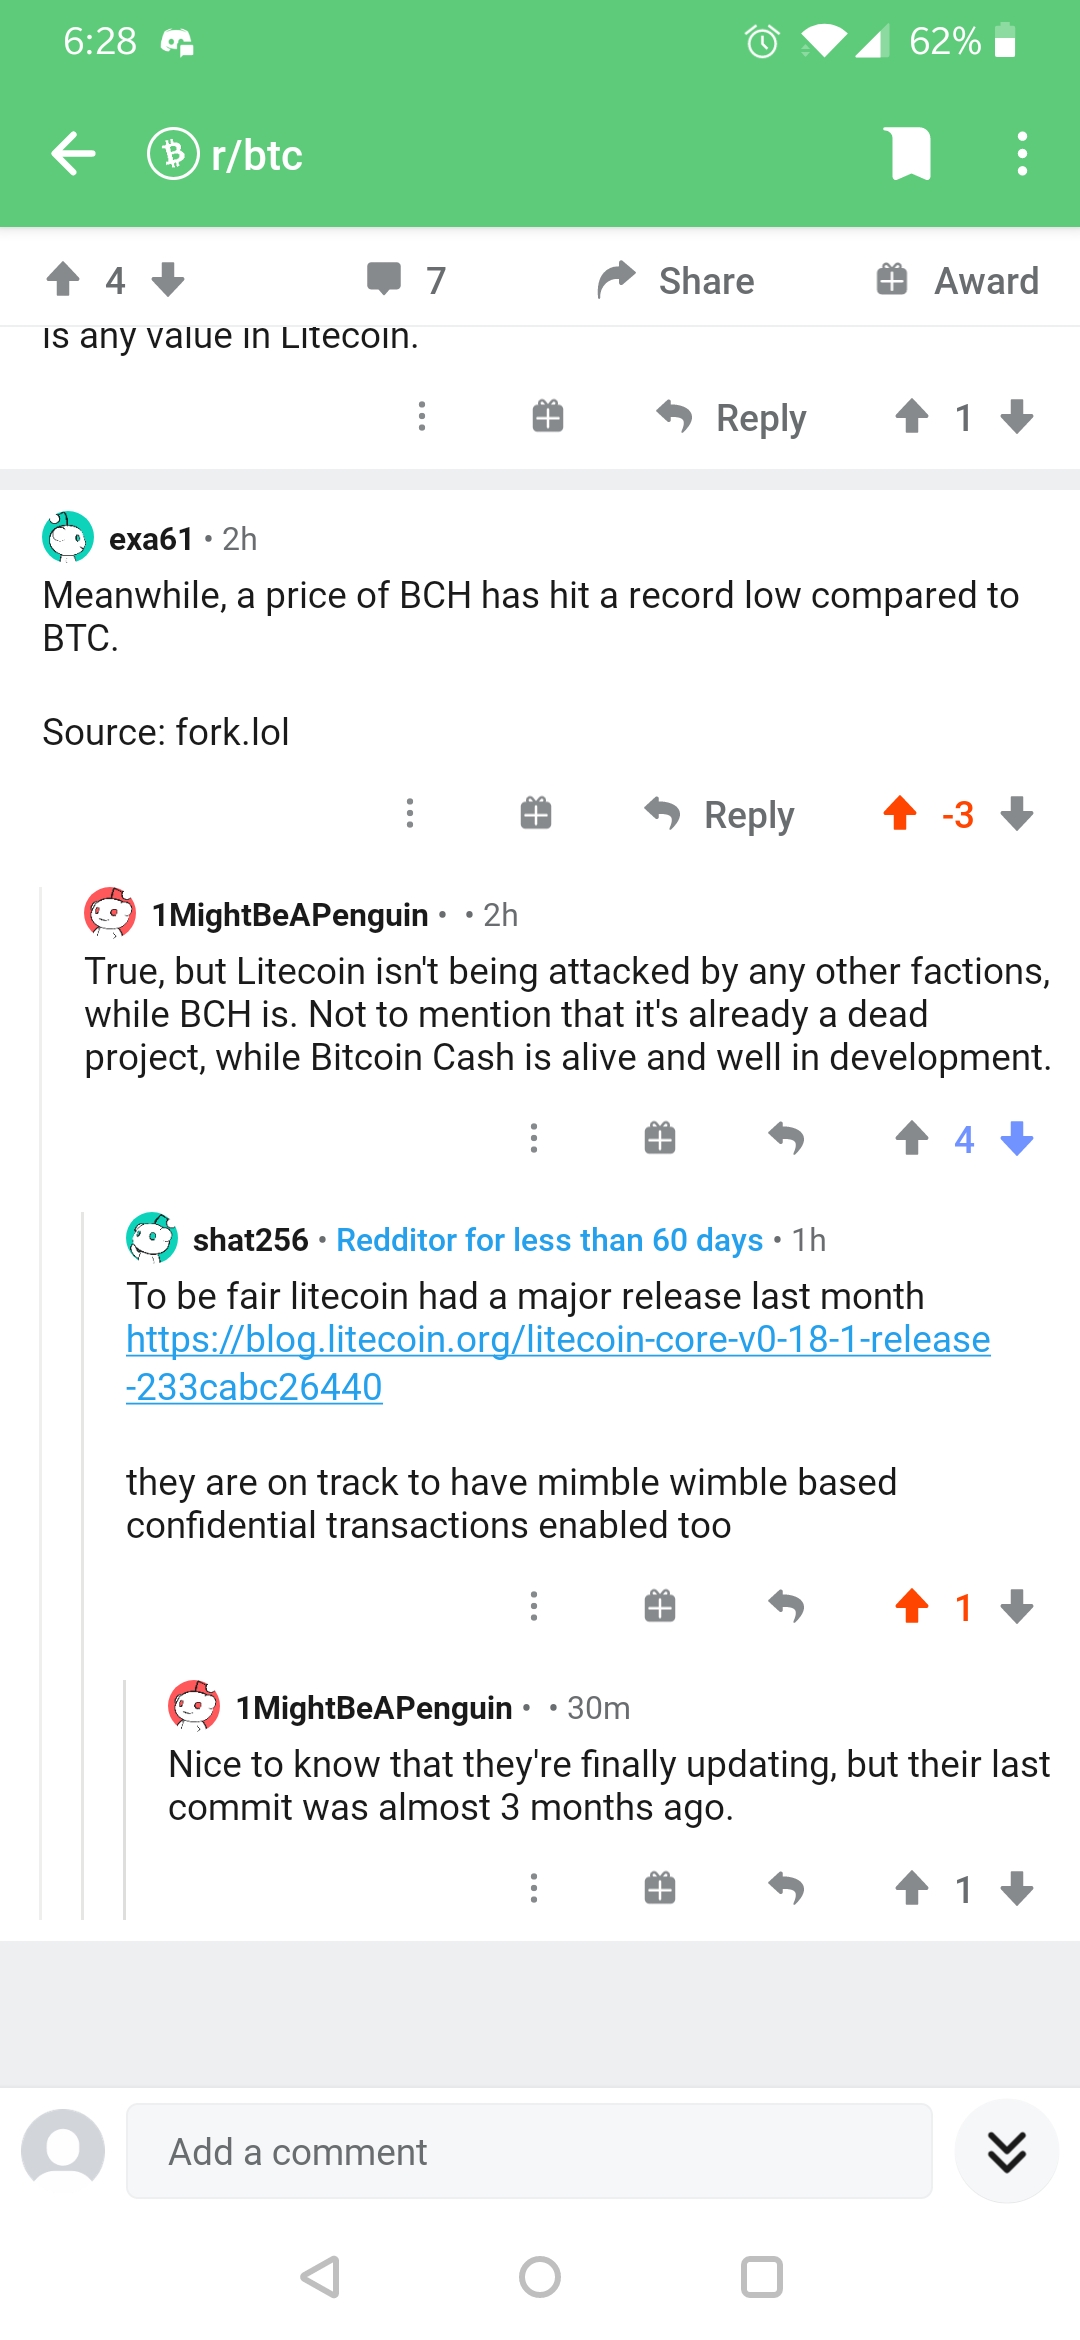 6:28
62%
r/btc
4
7
Share
Award
is any value in Litecoin.
Reply
1
exa61 • 2h
Meanwhile, a price of BCH has hit a record low compared to
BTC.
Source: fork.lol
Reply
-3
1MightBeAPenguin • • 2h
True, but Litecoin isn't being attacked by any other factions,
while BCH is. Not to mention that it's already a dead
project, while Bitcoin Cash is alive and well in development.
4
shat256 • Redditor for less than 60 days • 1h
To be fair litecoin had a major release last month
https://blog.litecoin.org/litecoin-core-v0-18-1-release
-233cabc26440
they are on track to have mimble wimble based
confidential transactions enabled too
1
1MightBeAPenguin • • 30m
Nice to know that they're finally updating, but their last
commit was almost 3 months ago.
1
Add a comment